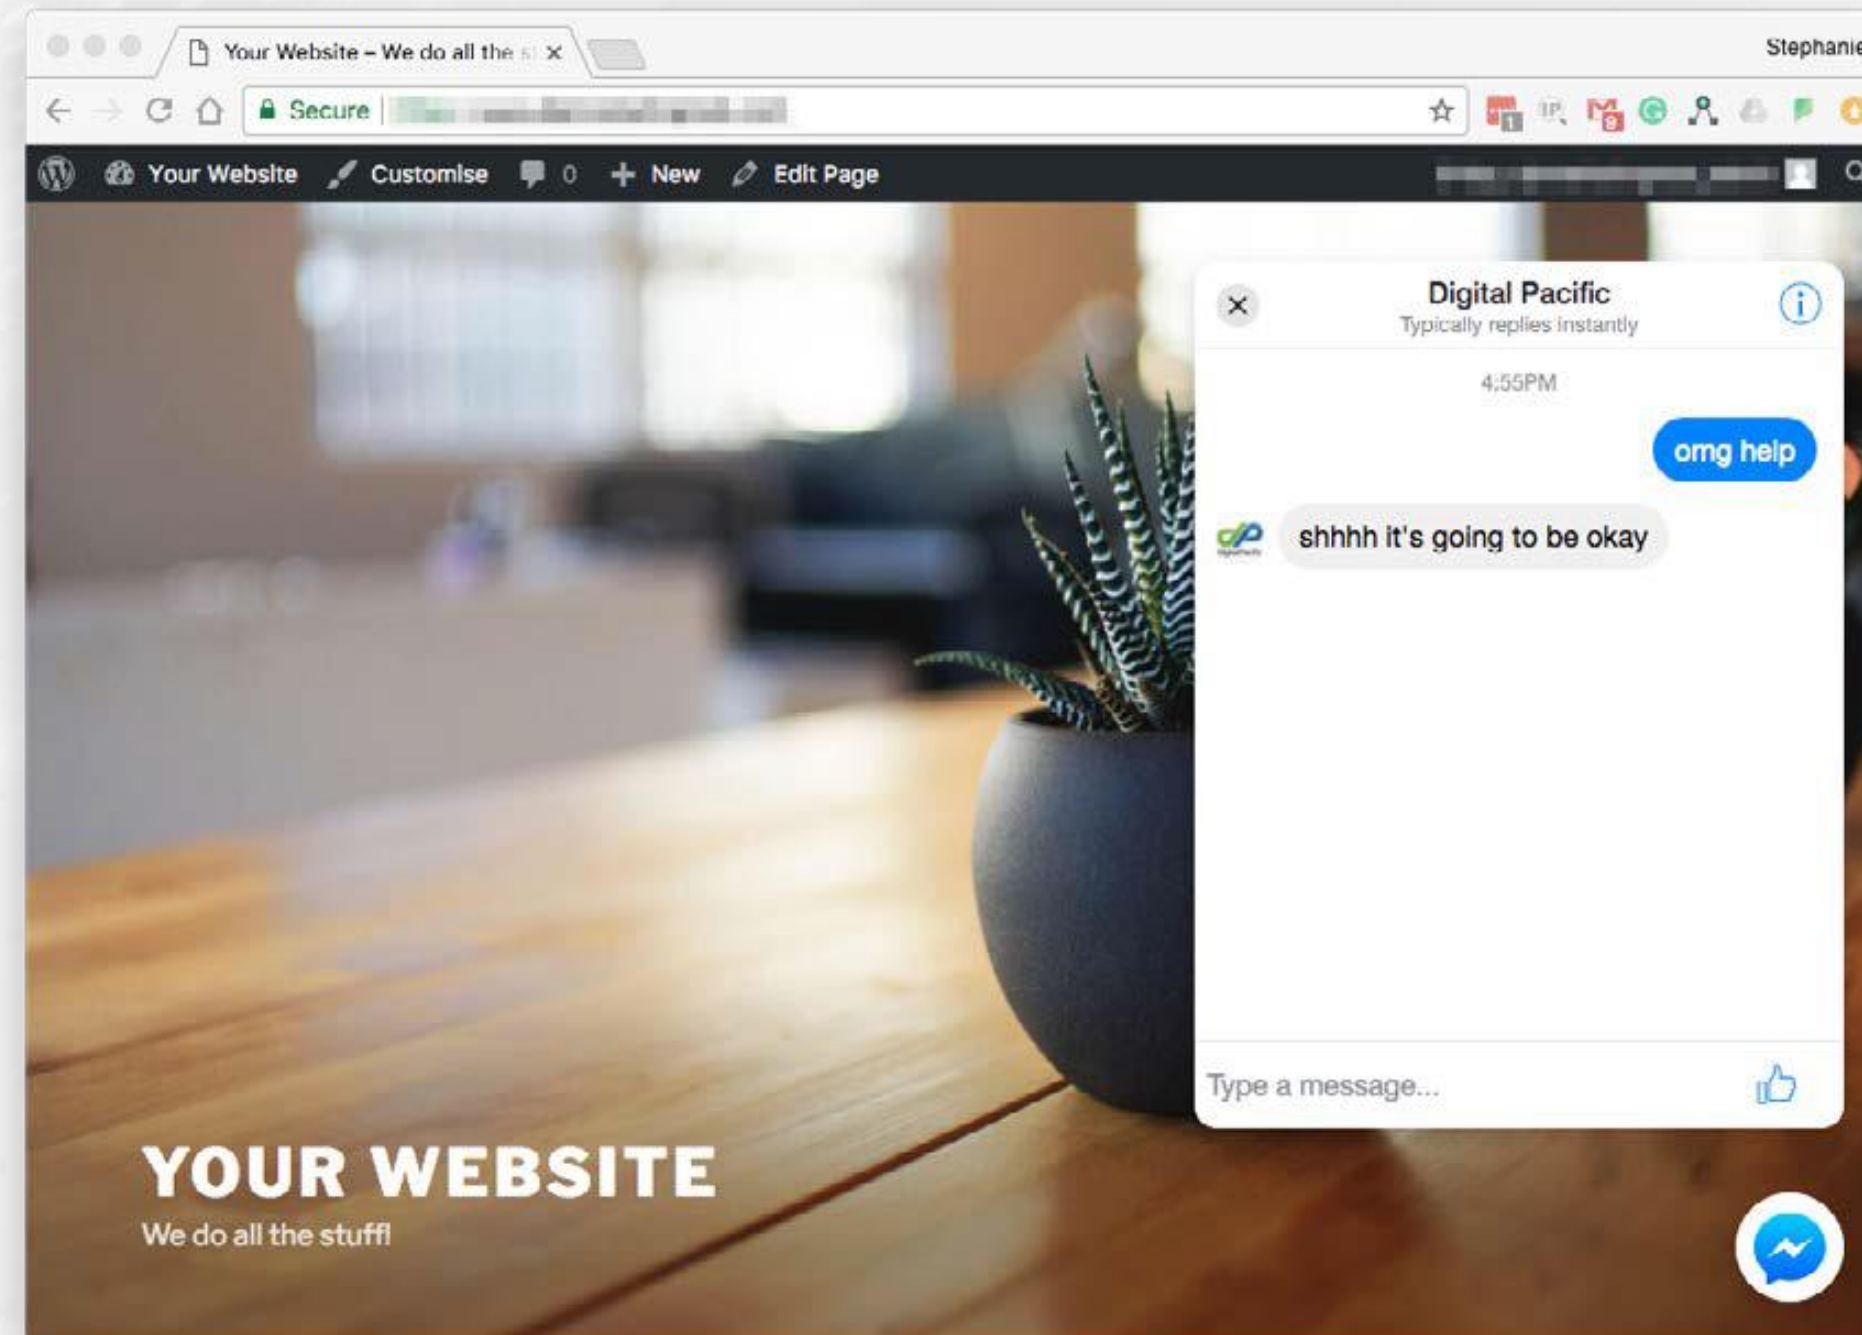 Your Website – We do all the s
Stephanie
Secure
Your Website Customise 0 New Edit Page
Digital Pacific
Typically replies instantly
4:55PM
omg help
shhhh it's going to be okay
Type a message...
YOUR WEBSITE
We do all the stuff!